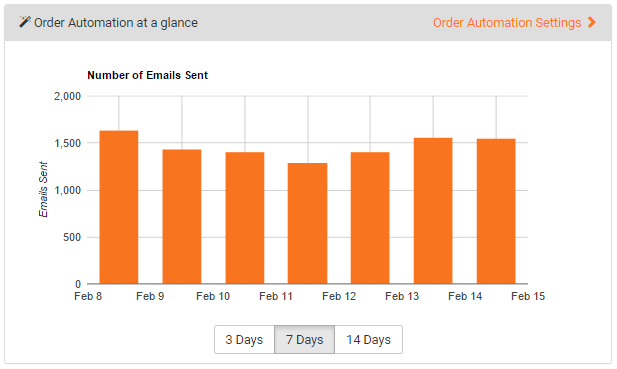 Order Automation at a glance
Order Automation Settings
Number of Emails Sent
2,000
1,500
1,000
500
0
Emails Sent
Feb 8 Feb 9 Feb 10 Feb 11 Feb 12 Feb 13 Feb 14 Feb 15
3 Days 7 Days 14 Days